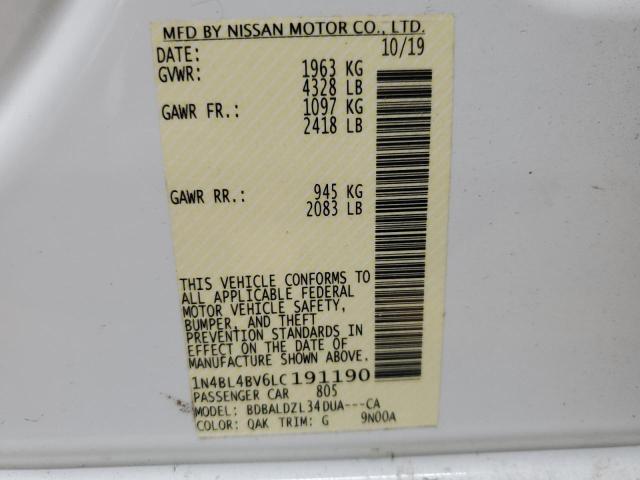 MFD BY NISSAN MOTOR CO., LTD.
DATE: 10/19
GVWR: 1963 KG
4328 LB
GAWR FR.: 1097 KG
2418 LB
GAWR RR.: 945 KG
2083 LB
THIS VEHICLE CONFORMS TO
ALL APPLICABLE FEDERAL
MOTOR VEHICLE SAFETY,
BUMPER, AND THEFT
PREVENTION STANDARDS IN
EFFECT ON THE DATE OF
MANUFACTURE SHOWN ABOVE.
1N4BL4BV6LC191190
PASSENGER CAR 805
MODEL: BDBALDZL34DUA---CA
COLOR: QAK TRIM: G 9N00A